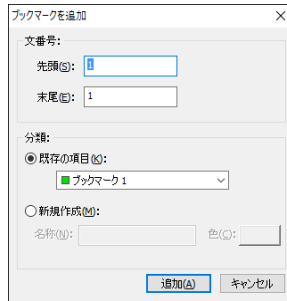 ブックマークを追加
文番号:
先頭(S): 1
末尾(E): 1
分類:
既存の項目(K):
ブックマーク 1
新規作成(M):
名称(N): 色(C):
追加(A) キャンセル